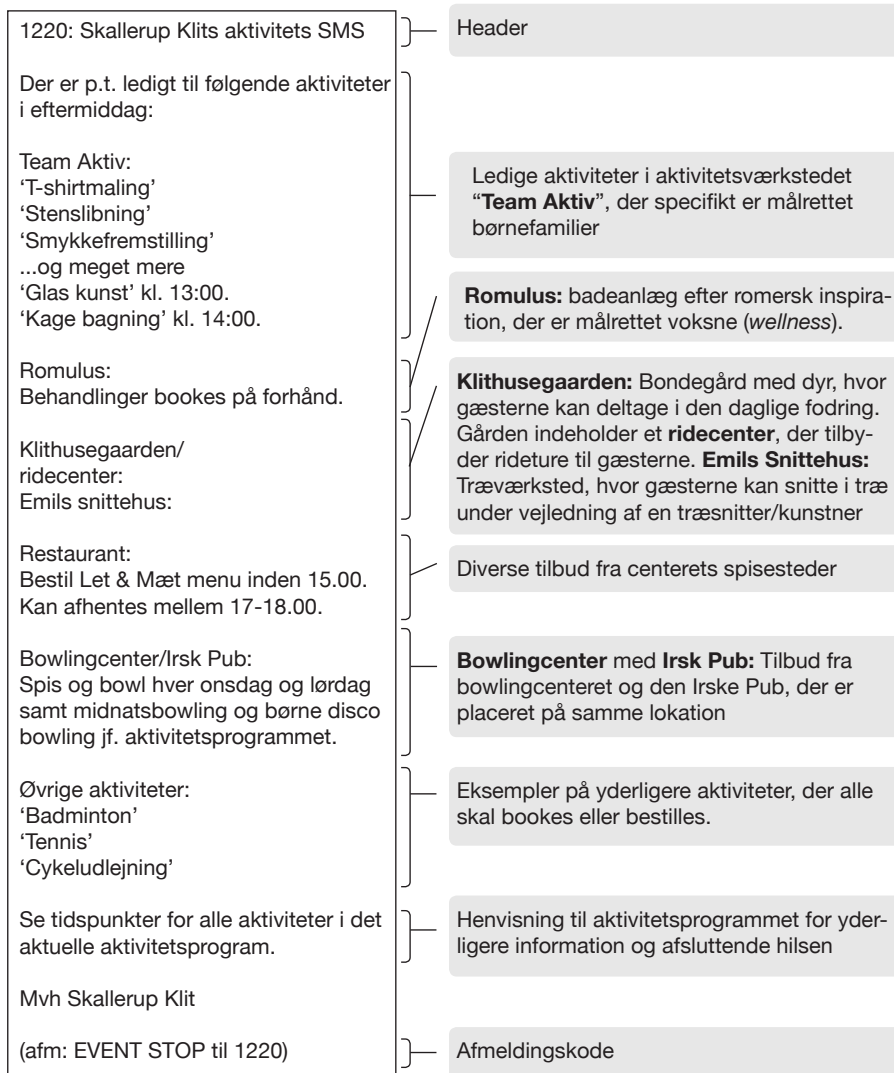 1220: Skallerup Klits aktivitets SMS
Header
Der er p.t. ledigt til følgende aktiviteter
i eftermiddag:
Team Aktiv:
‘T-shirtmaling’
‘Stenslibning’
‘Smykkefremstilling’
...og meget mere
‘Glas kunst’ kl. 13:00.
‘Kage bagning’ kl. 14:00.
Ledige aktiviteter i aktivitetsværkstedet
“Team Aktiv”, der specifikt er målrettet
børnefamilier
Romulus:
Behandlinger bookes på forhånd.
Romulus: badeanlæg efter romersk inspira-
tion, der er målrettet voksne (wellness).
Klithusegaarden/
ridecenter:
Emils snittehus:
Klithusegaarden: Bondegård med dyr, hvor
gæsterne kan deltage i den daglige fodring.
Gården indeholder et ridecenter, der tilby-
der rideture til gæsterne. Emils Snittehus:
Træværksted, hvor gæsterne kan snitte i træ
under vejledning af en træsnitter/kunstner
Restaurant:
Bestil Let & Mæt menu inden 15.00.
Kan afhentes mellem 17-18.00.
Diverse tilbud fra centerets spisesteder
Bowlingcenter/Irsk Pub:
Spis og bowl hver onsdag og lørdag
samt midnatsbowling og børne disco
bowling jf. aktivitetsprogrammet.
Bowlingcenter med Irsk Pub: Tilbud fra
bowlingcenteret og den Irske Pub, der er
placeret på samme lokation
Øvrige aktiviteter:
‘Badminton’
‘Tennis’
‘Cykeludlejning’
Eksempler på yderligere aktiviteter, der alle
skal bookes eller bestilles.
Se tidspunkter for alle aktiviteter i det
aktuelle aktivitetsprogram.
Henvisning til aktivitetsprogrammet for yder-
ligere information og afsluttende hilsen
Mvh Skallerup Klit
(afm: EVENT STOP til 1220)
Afmeldingskode